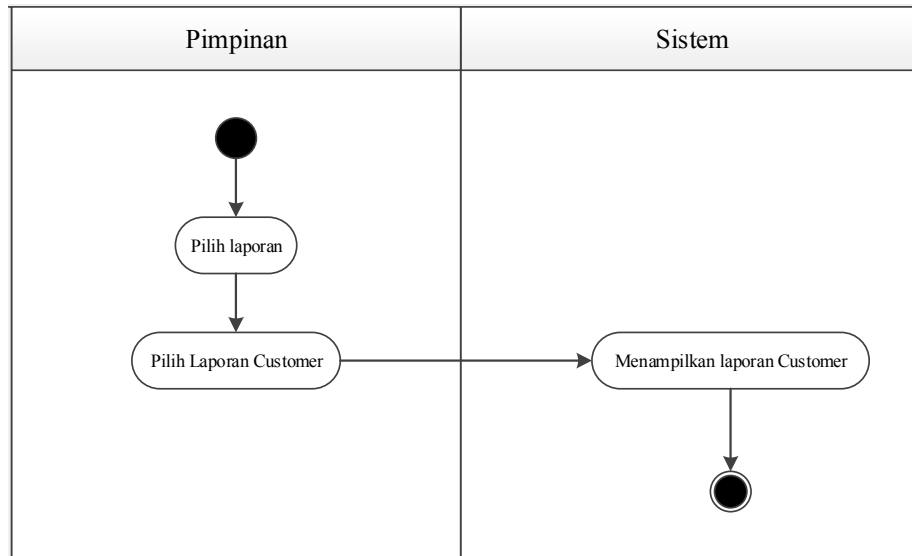 Pimpinan
Sistem
Pilih laporan
Pilih Laporan Customer
Menampilkan laporan Customer